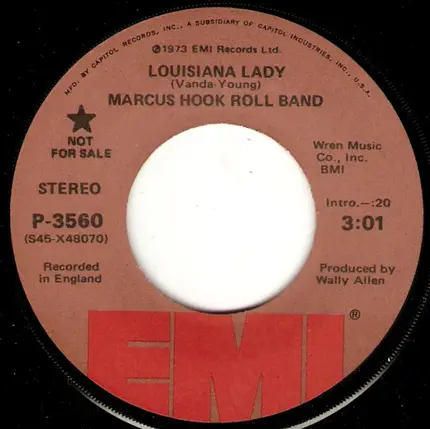 MFD. BY CAPITOL RECORDS, INC., A SUBSIDIARY OF CAPITOL INDUSTRIES, INC., U.S.A.
℗1973 EMI Records Ltd.
LOUISIANA LADY
(Vanda-Young)
MARCUS HOOK ROLL BAND
NOT
FOR SALE
STEREO
P-3560
(S45-X48070)
Recorded
in England
Wren Music
Co., Inc.
BMI
Intro.—:20
3:01
Produced by
Wally Allen
EMI
®